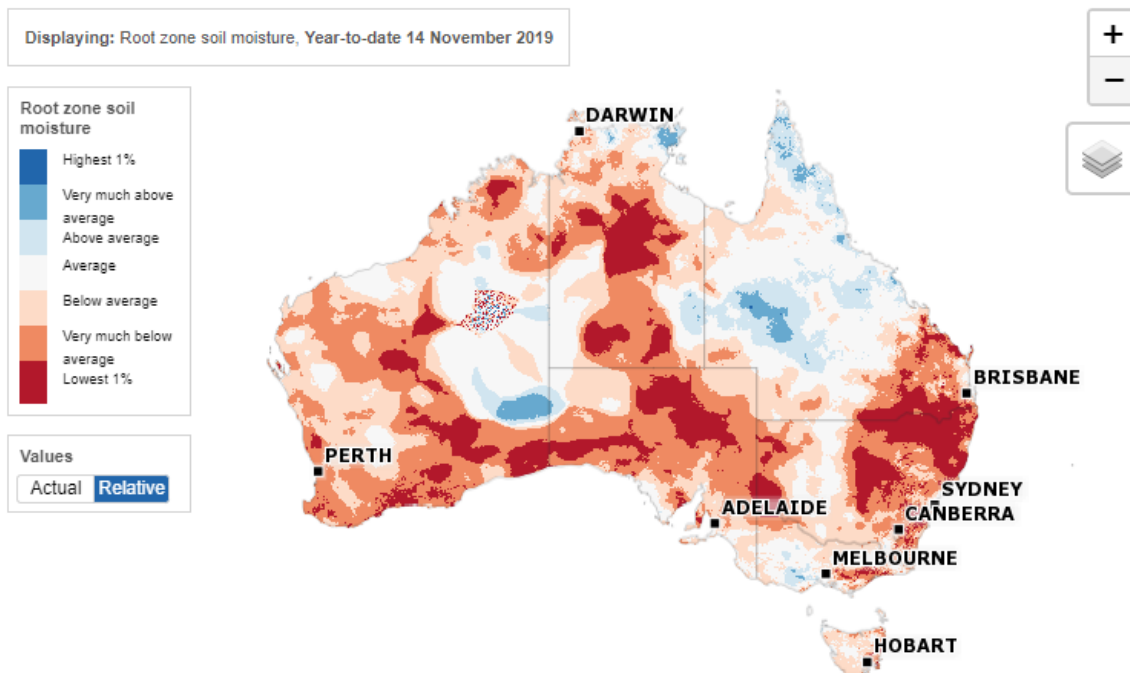 Displaying: Root zone soil moisture, Year-to-date 14 November 2019
+
−
Root zone soil
moisture
Highest 1%
Very much above
average
Above average
Average
Below average
Very much below
average
Lowest 1%
Values
Actual Relative
DARWIN
BRISBANE
PERTH
SYDNEY
ADELAIDE
CANBERRA
MELBOURNE
HOBART